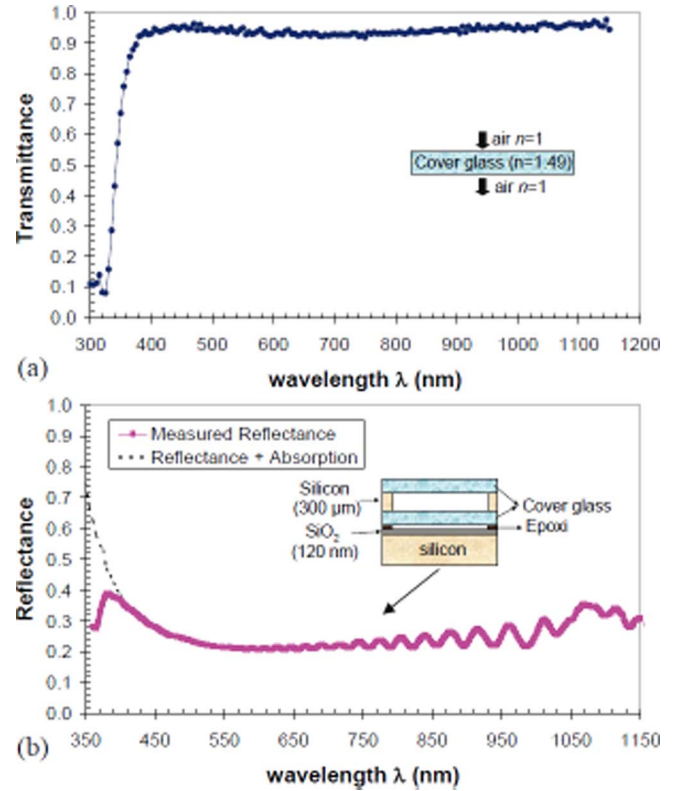 1.0
0.9
0.8
0.7
0.6
0.5
0.4
0.3
0.2
0.1
0.0
Transmittance
air n=1
Cover glass (n=1.49)
air n=1
300 400 500 600 700 800 900 1000 1100 1200
wavelength λ (nm)
(a)
1.0
0.9
0.8
0.7
0.6
0.5
0.4
0.3
0.2
0.1
0.0
Reflectance
Measured Reflectance
Reflectance + Absorption
Silicon
(300 µm)
SiO2
(120 nm)
Cover glass
Epoxi
silicon
350 450 550 650 750 850 950 1050 1150
wavelength λ (nm)
(b)